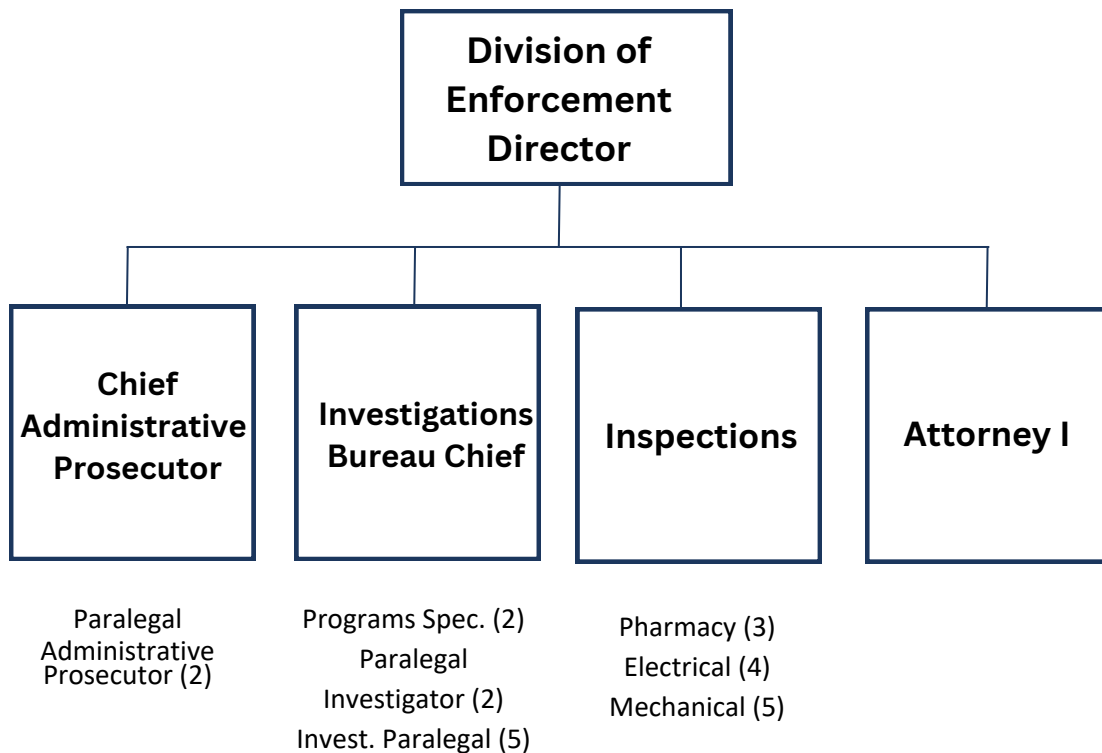 Division of
Enforcement
Director
Chief
Administrative
Prosecutor
Investigations
Bureau Chief
Inspections
Attorney I
Paralegal
Administrative
Prosecutor (2)
Programs Spec. (2)
Paralegal
Investigator (2)
Invest. Paralegal (5)
Pharmacy (3)
Electrical (4)
Mechanical (5)